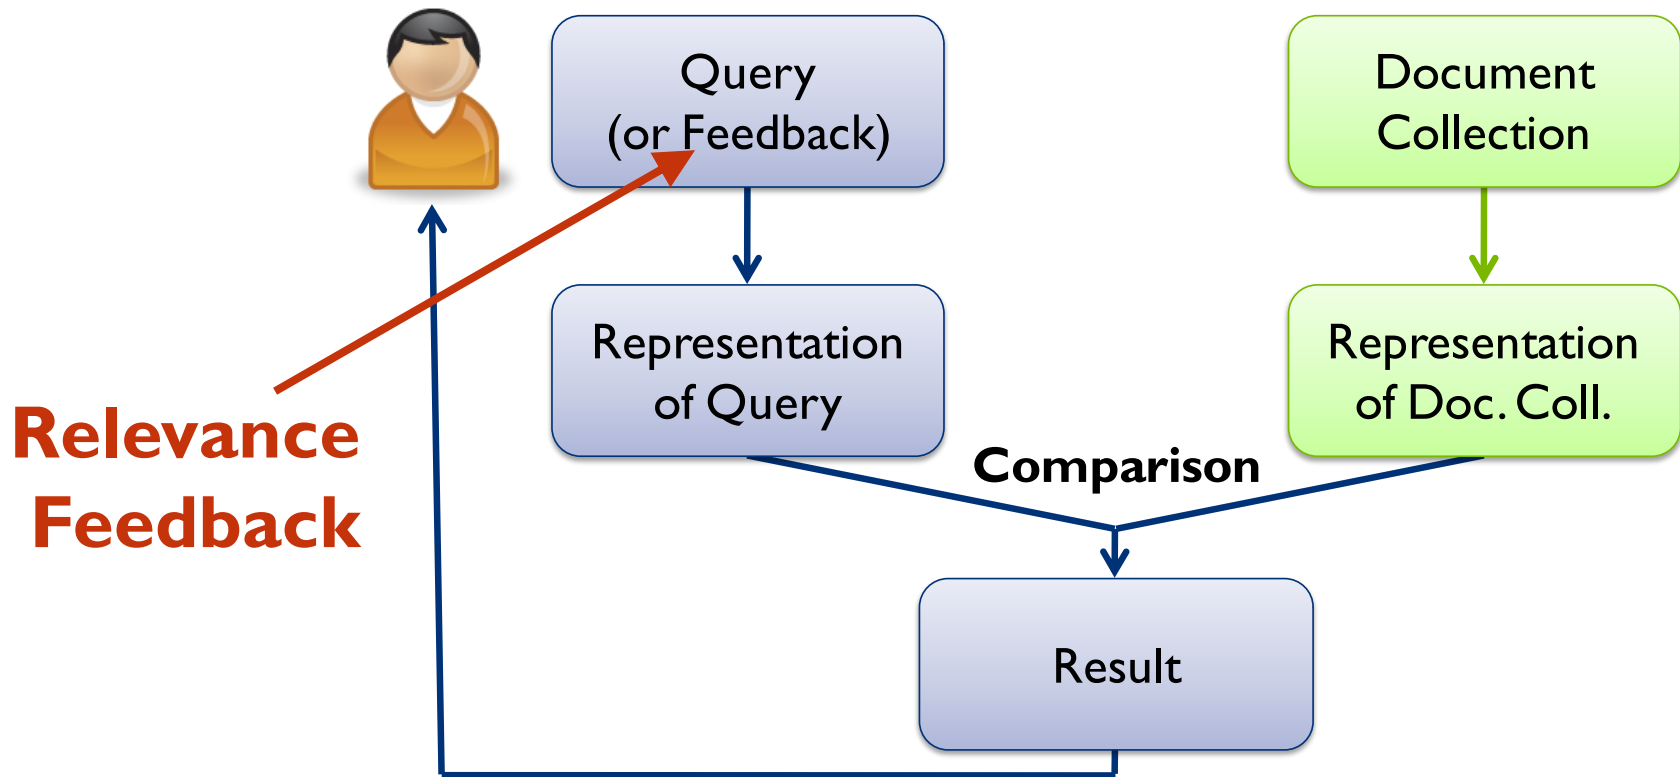 Query
(or Feedback)
Document
Collection
Representation
of Query
Representation
of Doc. Coll.
Relevance
Feedback
Comparison
Result